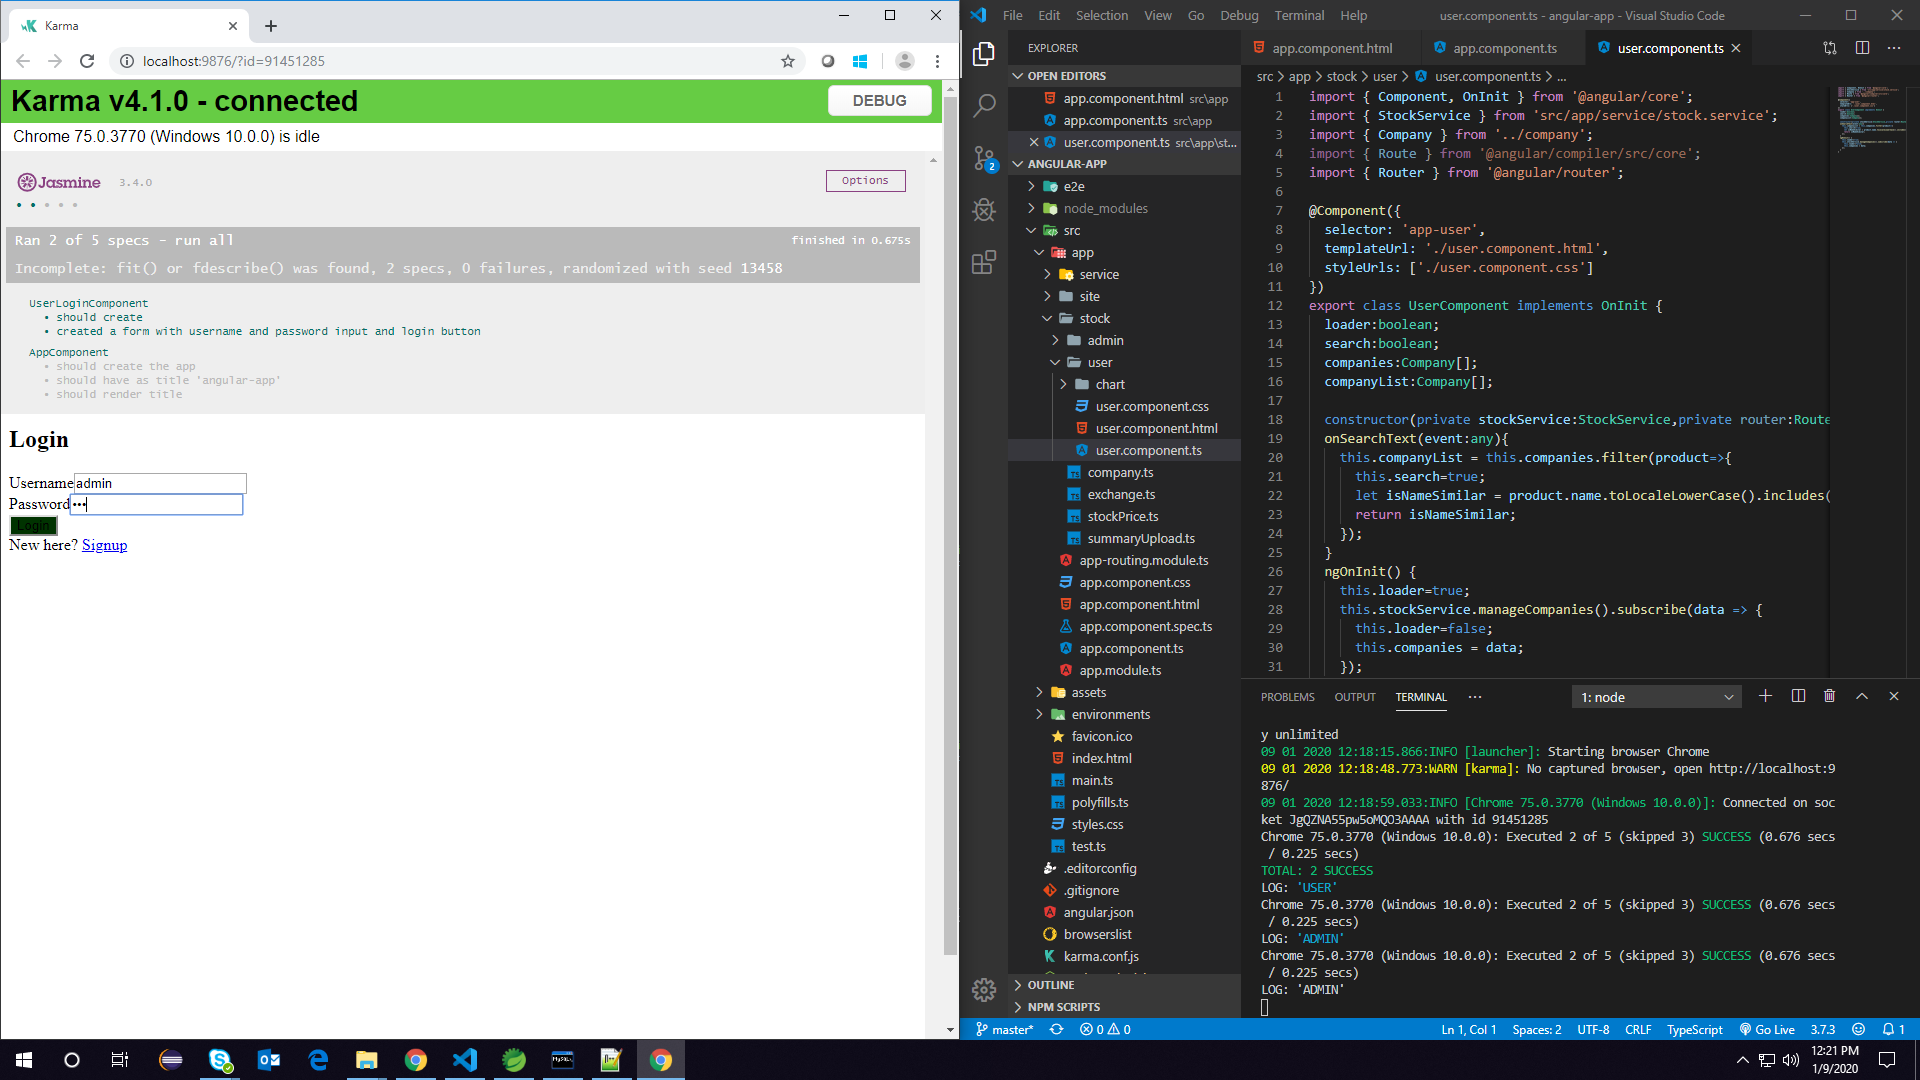 Karma
localhost:9876/?id=91451285
Karma v4.1.0 - connected
DEBUG
Chrome 75.0.3770 (Windows 10.0.0) is idle
Jasmine 3.4.0
Options
Ran 2 of 5 specs - run all
finished in 0.675s
Incomplete: fit() or fdescribe() was found, 2 specs, 0 failures, randomized with seed 13458
UserLoginComponent
• should create
• created a form with username and password input and login button
AppComponent
• should create the app
• should have as title 'angular-app'
• should render title
Login
Username admin
Password •••
Login
New here? Signup
File Edit Selection View Go Debug Terminal Help
user.component.ts - angular-app - Visual Studio Code
2
EXPLORER
OPEN EDITORS
app.component.html src\app
app.component.ts src\app
user.component.ts src\app\st...
ANGULAR-APP
e2e
node_modules
src
app
service
site
stock
admin
user
chart
user.component.css
user.component.html
user.component.ts
company.ts
exchange.ts
stockPrice.ts
summaryUpload.ts
app-routing.module.ts
app.component.css
app.component.html
app.component.spec.ts
app.component.ts
app.module.ts
assets
environments
favicon.ico
index.html
main.ts
polyfills.ts
styles.css
test.ts
.editorconfig
.gitignore
angular.json
browserslist
karma.conf.js
OUTLINE
NPM SCRIPTS
app.component.html
app.component.ts
user.component.ts
src > app > stock > user > user.component.ts > ...
1 import { Component, OnInit } from '@angular/core';
2 import { StockService } from 'src/app/service/stock.service';
3 import { Company } from '../company';
4 import { Route } from '@angular/compiler/src/core';
5 import { Router } from '@angular/router';
6
7 @Component({
8 selector: 'app-user',
9 templateUrl: './user.component.html',
10 styleUrls: ['./user.component.css']
11 })
12 export class UserComponent implements OnInit {
13 loader:boolean;
14 search:boolean;
15 companies:Company[];
16 companyList:Company[];
17
18 constructor(private stockService:StockService,private router:Route
19 onSearchText(event:any){
20 this.companyList = this.companies.filter(product=>{
21 this.search=true;
22 let isNameSimilar = product.name.toLocaleLowerCase().includes(
23 return isNameSimilar;
24 });
25 }
26 ngOnInit() {
27 this.loader=true;
28 this.stockService.manageCompanies().subscribe(data => {
29 this.loader=false;
30 this.companies = data;
31 });
PROBLEMS OUTPUT TERMINAL ··· 1: node
y unlimited
09 01 2020 12:18:15.866:INFO [launcher]: Starting browser Chrome
09 01 2020 12:18:48.773:WARN [karma]: No captured browser, open http://localhost:9
876/
09 01 2020 12:18:59.033:INFO [Chrome 75.0.3770 (Windows 10.0.0)]: Connected on soc
ket JgQZNA55pw5oMQO3AAAA with id 91451285
Chrome 75.0.3770 (Windows 10.0.0): Executed 2 of 5 (skipped 3) SUCCESS (0.676 secs
/ 0.225 secs)
TOTAL: 2 SUCCESS
LOG: 'USER'
Chrome 75.0.3770 (Windows 10.0.0): Executed 2 of 5 (skipped 3) SUCCESS (0.676 secs
/ 0.225 secs)
LOG: 'ADMIN'
Chrome 75.0.3770 (Windows 10.0.0): Executed 2 of 5 (skipped 3) SUCCESS (0.676 secs
/ 0.225 secs)
LOG: 'ADMIN'
master* 0 0 Ln 1, Col 1 Spaces: 2 UTF-8 CRLF TypeScript Go Live 3.7.3 1
12:21 PM
1/9/2020